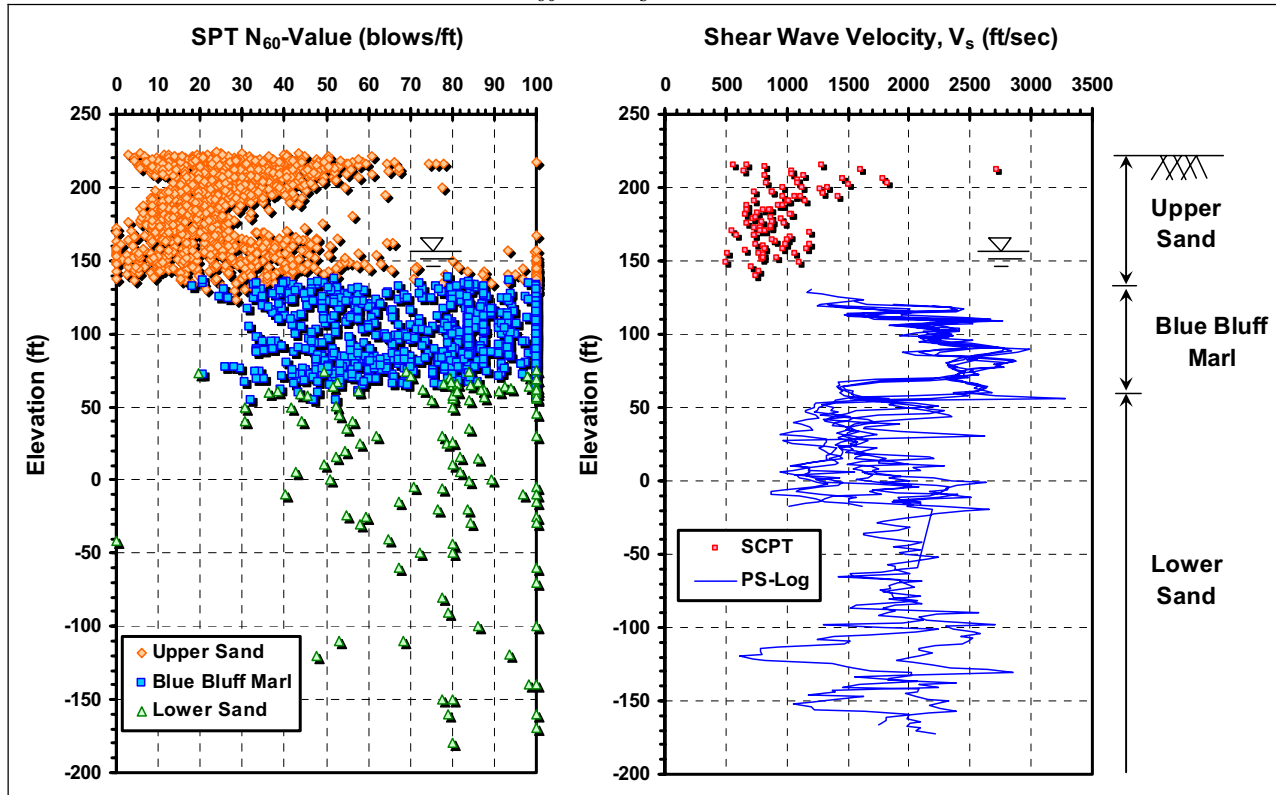 SPT N60-Value (blows/ft)
0 10 20 30 40 50 60 70 80 90 100
250
200
150
100
50
0
-50
-100
-150
-200
Elevation (ft)
Upper Sand
Blue Bluff Marl
Lower Sand
Shear Wave Velocity, Vs (ft/sec)
0 500 1000 1500 2000 2500 3000 3500
250
200
150
100
50
0
-50
-100
-150
-200
Elevation (ft)
SCPT
PS-Log
Upper
Sand
Blue Bluff
Marl
Lower
Sand